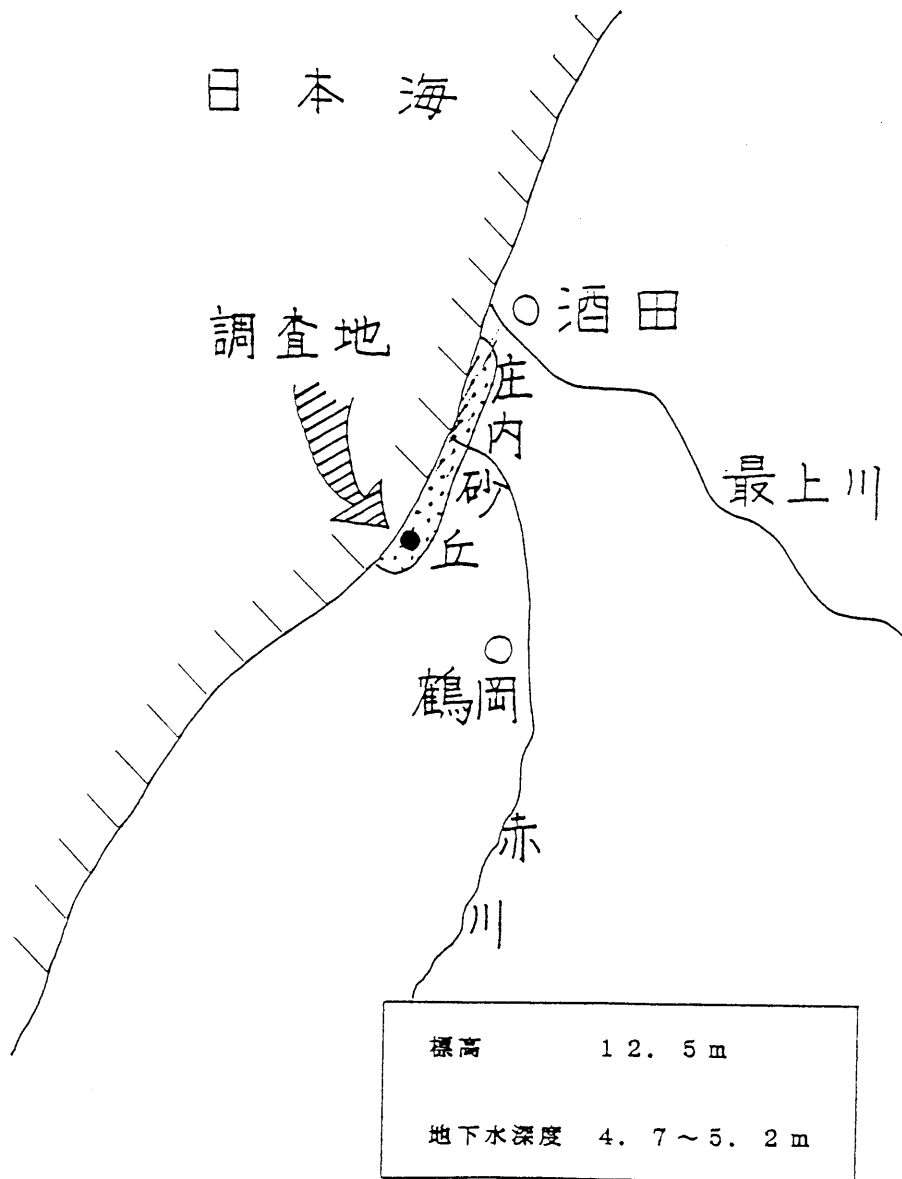 日本海
酒田
調査地
庄内砂丘
最上川
鶴岡
赤川
標高 12.5m
地下水深度 4.7～5.2m